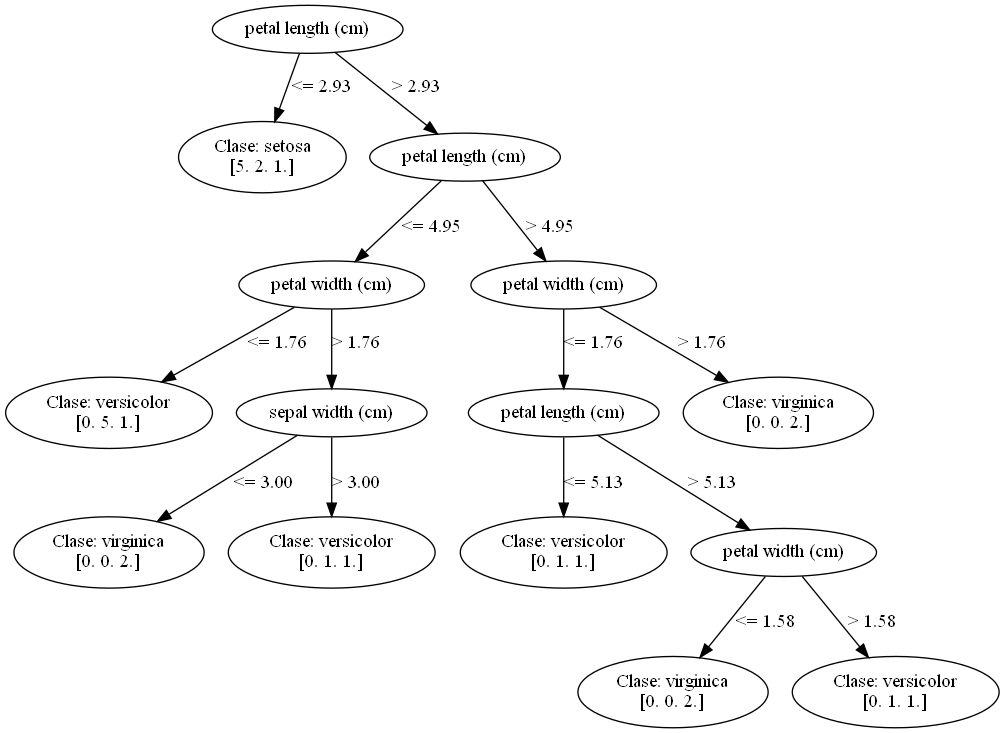 petal length (cm)
<= 2.93
> 2.93
Clase: setosa
[5. 2. 1.]
petal length (cm)
<= 4.95
> 4.95
petal width (cm)
petal width (cm)
<= 1.76
> 1.76
<= 1.76
> 1.76
Clase: versicolor
[0. 5. 1.]
sepal width (cm)
petal length (cm)
Clase: virginica
[0. 0. 2.]
<= 3.00
> 3.00
<= 5.13
> 5.13
Clase: virginica
[0. 0. 2.]
Clase: versicolor
[0. 1. 1.]
Clase: versicolor
[0. 1. 1.]
petal width (cm)
<= 1.58
> 1.58
Clase: virginica
[0. 0. 2.]
Clase: versicolor
[0. 1. 1.]